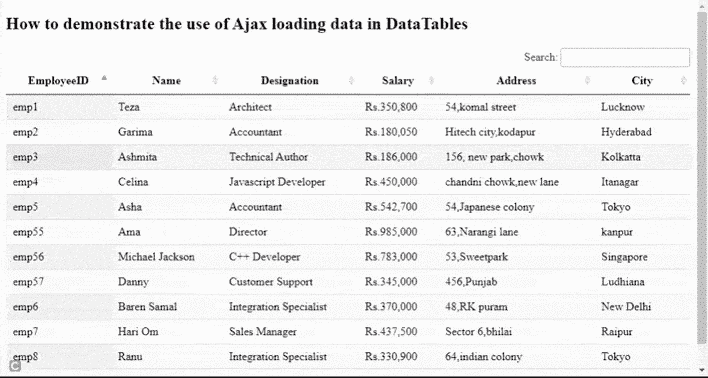 How to demonstrate the use of Ajax loading data in DataTables
Search:
EmployeeID Name Designation Salary Address City
emp1 Teza Architect Rs.350,800 54,komal street Lucknow
emp2 Garima Accountant Rs.180,050 Hitech city,kodapur Hyderabad
emp3 Ashmita Technical Author Rs.186,000 156, new park,chowk Kolkatta
emp4 Celina Javascript Developer Rs.450,000 chandni chowk,new lane Itanagar
emp5 Asha Accountant Rs.542,700 54,Japanese colony Tokyo
emp55 Ama Director Rs.985,000 63,Narangi lane kanpur
emp56 Michael Jackson C++ Developer Rs.783,000 53,Sweetpark Singapore
emp57 Danny Customer Support Rs.345,000 456,Punjab Ludhiana
emp6 Baren Samal Integration Specialist Rs.370,000 48,RK puram New Delhi
emp7 Hari Om Sales Manager Rs.437,500 Sector 6,bhilai Raipur
emp8 Ranu Integration Specialist Rs.330,900 64,indian colony Tokyo